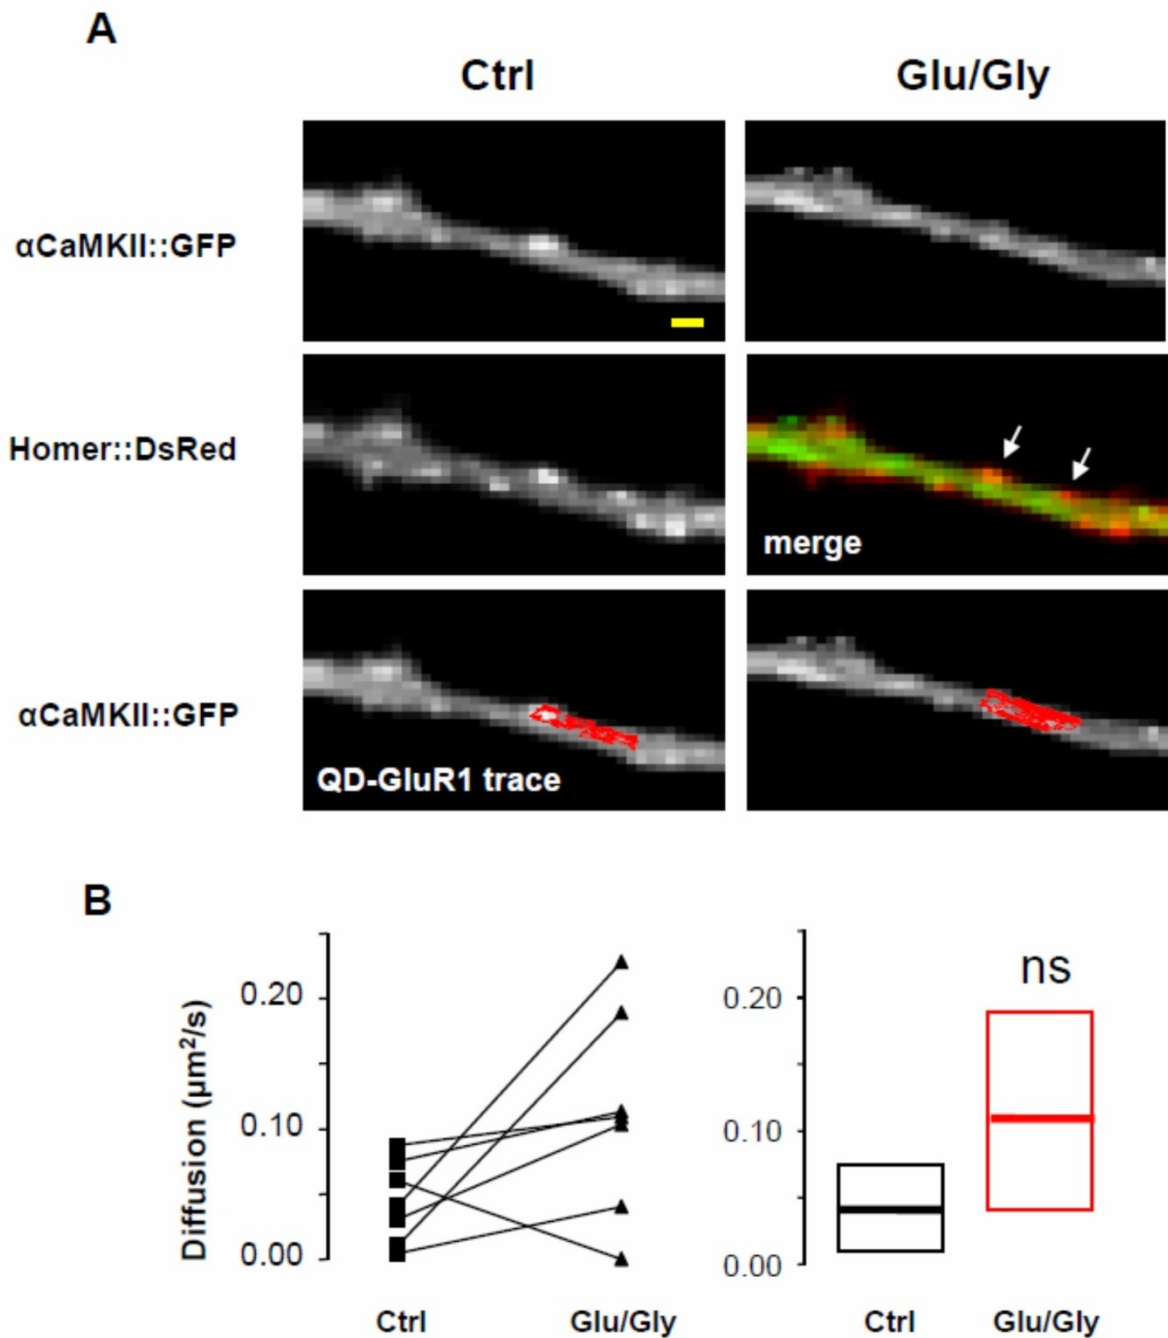 A
Ctrl
Glu/Gly
αCaMKII::GFP
Homer::DsRed
merge
αCaMKII::GFP
QD-GluR1 trace
B
Diffusion (µm²/s)
0.20
0.10
0.00
Ctrl
Glu/Gly
ns
0.20
0.10
0.00
Ctrl
Glu/Gly